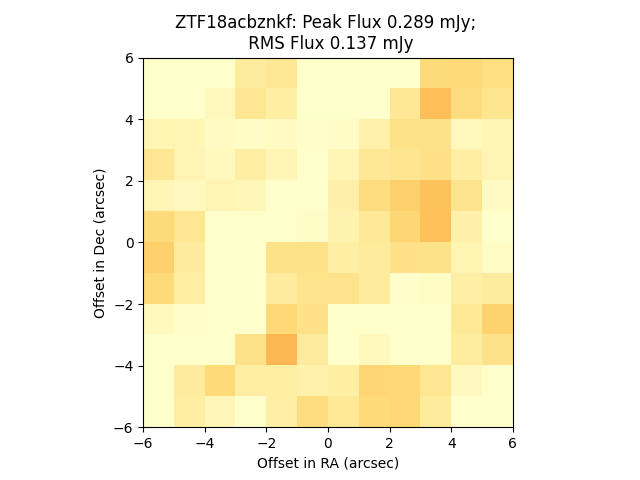 ZTF18acbznkf: Peak Flux 0.289 mJy;
RMS Flux 0.137 mJy
6
4
2
0
−2
−4
−6
Offset in Dec (arcsec)
−6 −4 −2 0 2 4 6
Offset in RA (arcsec)